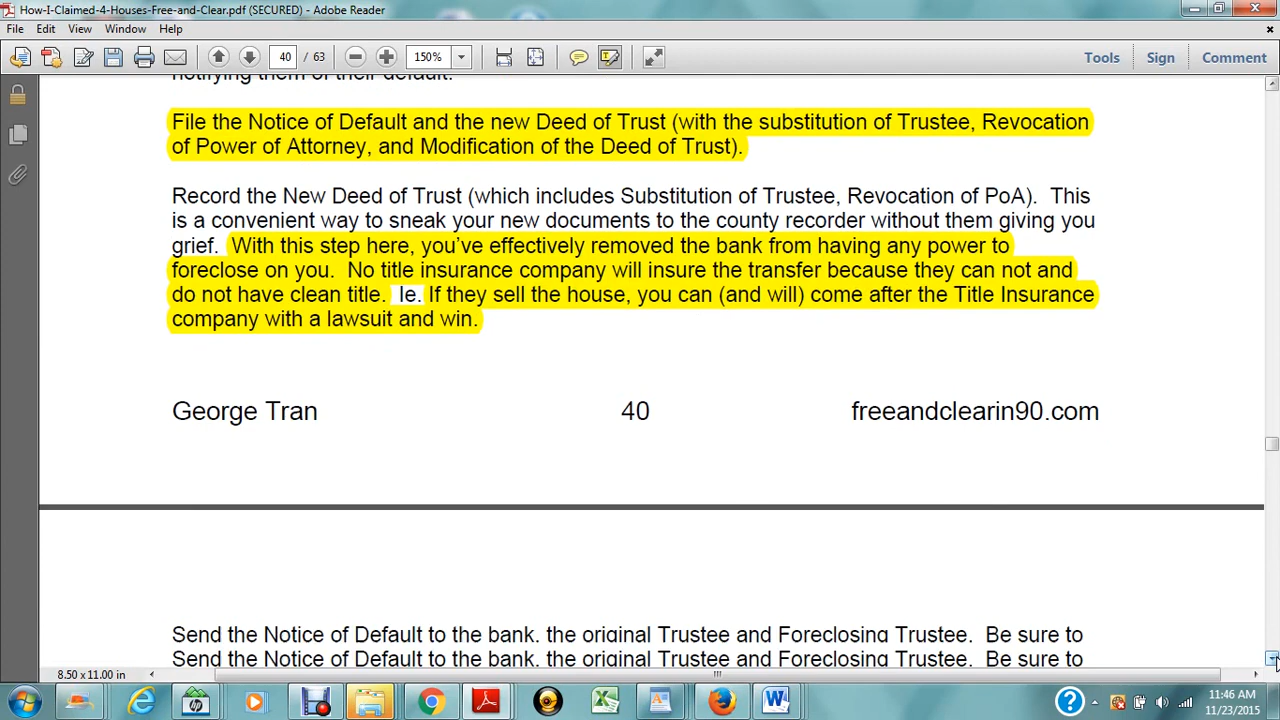 How-I-Claimed-4-Houses-Free-and-Clear.pdf (SECURED) - Adobe Reader
File Edit View Window Help
40 / 63 150% Tools Sign Comment
notifying them of their default.
File the Notice of Default and the new Deed of Trust (with the substitution of Trustee, Revocation
of Power of Attorney, and Modification of the Deed of Trust).
Record the New Deed of Trust (which includes Substitution of Trustee, Revocation of PoA). This
is a convenient way to sneak your new documents to the county recorder without them giving you
grief. With this step here, you've effectively removed the bank from having any power to
foreclose on you. No title insurance company will insure the transfer because they can not and
do not have clean title. Ie. If they sell the house, you can (and will) come after the Title Insurance
company with a lawsuit and win.
George Tran 40 freeandclearin90.com
Send the Notice of Default to the bank, the original Trustee and Foreclosing Trustee. Be sure to
Send the Notice of Default to the bank, the original Trustee and Foreclosing Trustee. Be sure to
8.50 x 11.00 in
11:46 AM
11/23/2015